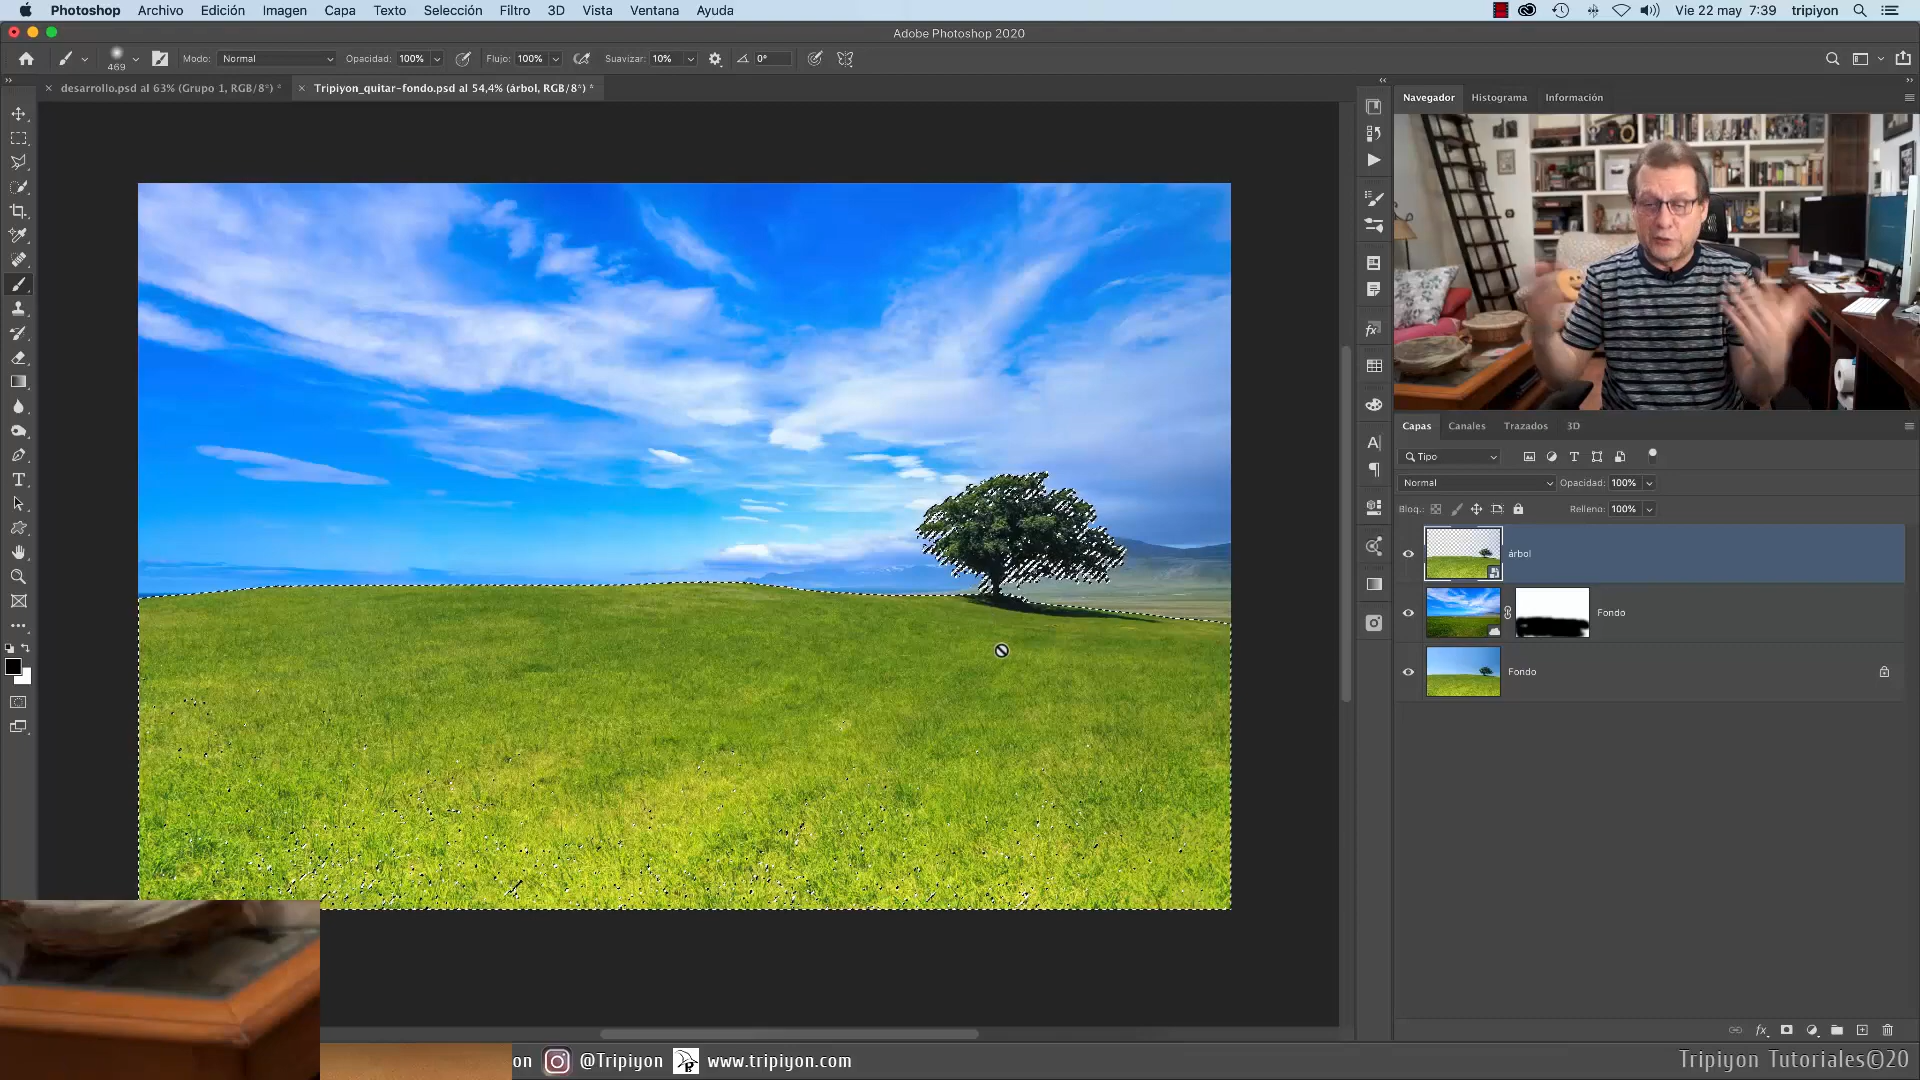 Photoshop Archivo Edición Imagen Capa Texto Selección Filtro 3D Vista Ventana Ayuda Vie 22 may 7:39 tripiyon
Adobe Photoshop 2020
469 Modo: Normal Opacidad: 100% Flujo: 100% Suavizar: 10% 0°
desarrollo.psd al 63% (Grupo 1, RGB/8*) * Tripiyon_quitar-fondo.psd al 54,4% (árbol, RGB/8*) *
Navegador Histograma Información
Capas Canales Trazados 3D
Tipo
Normal Opacidad: 100%
Bloq.: Relleno: 100%
árbol
Fondo
Fondo
on @Tripiyon www.tripiyon.com
Tripiyon Tutoriales©20